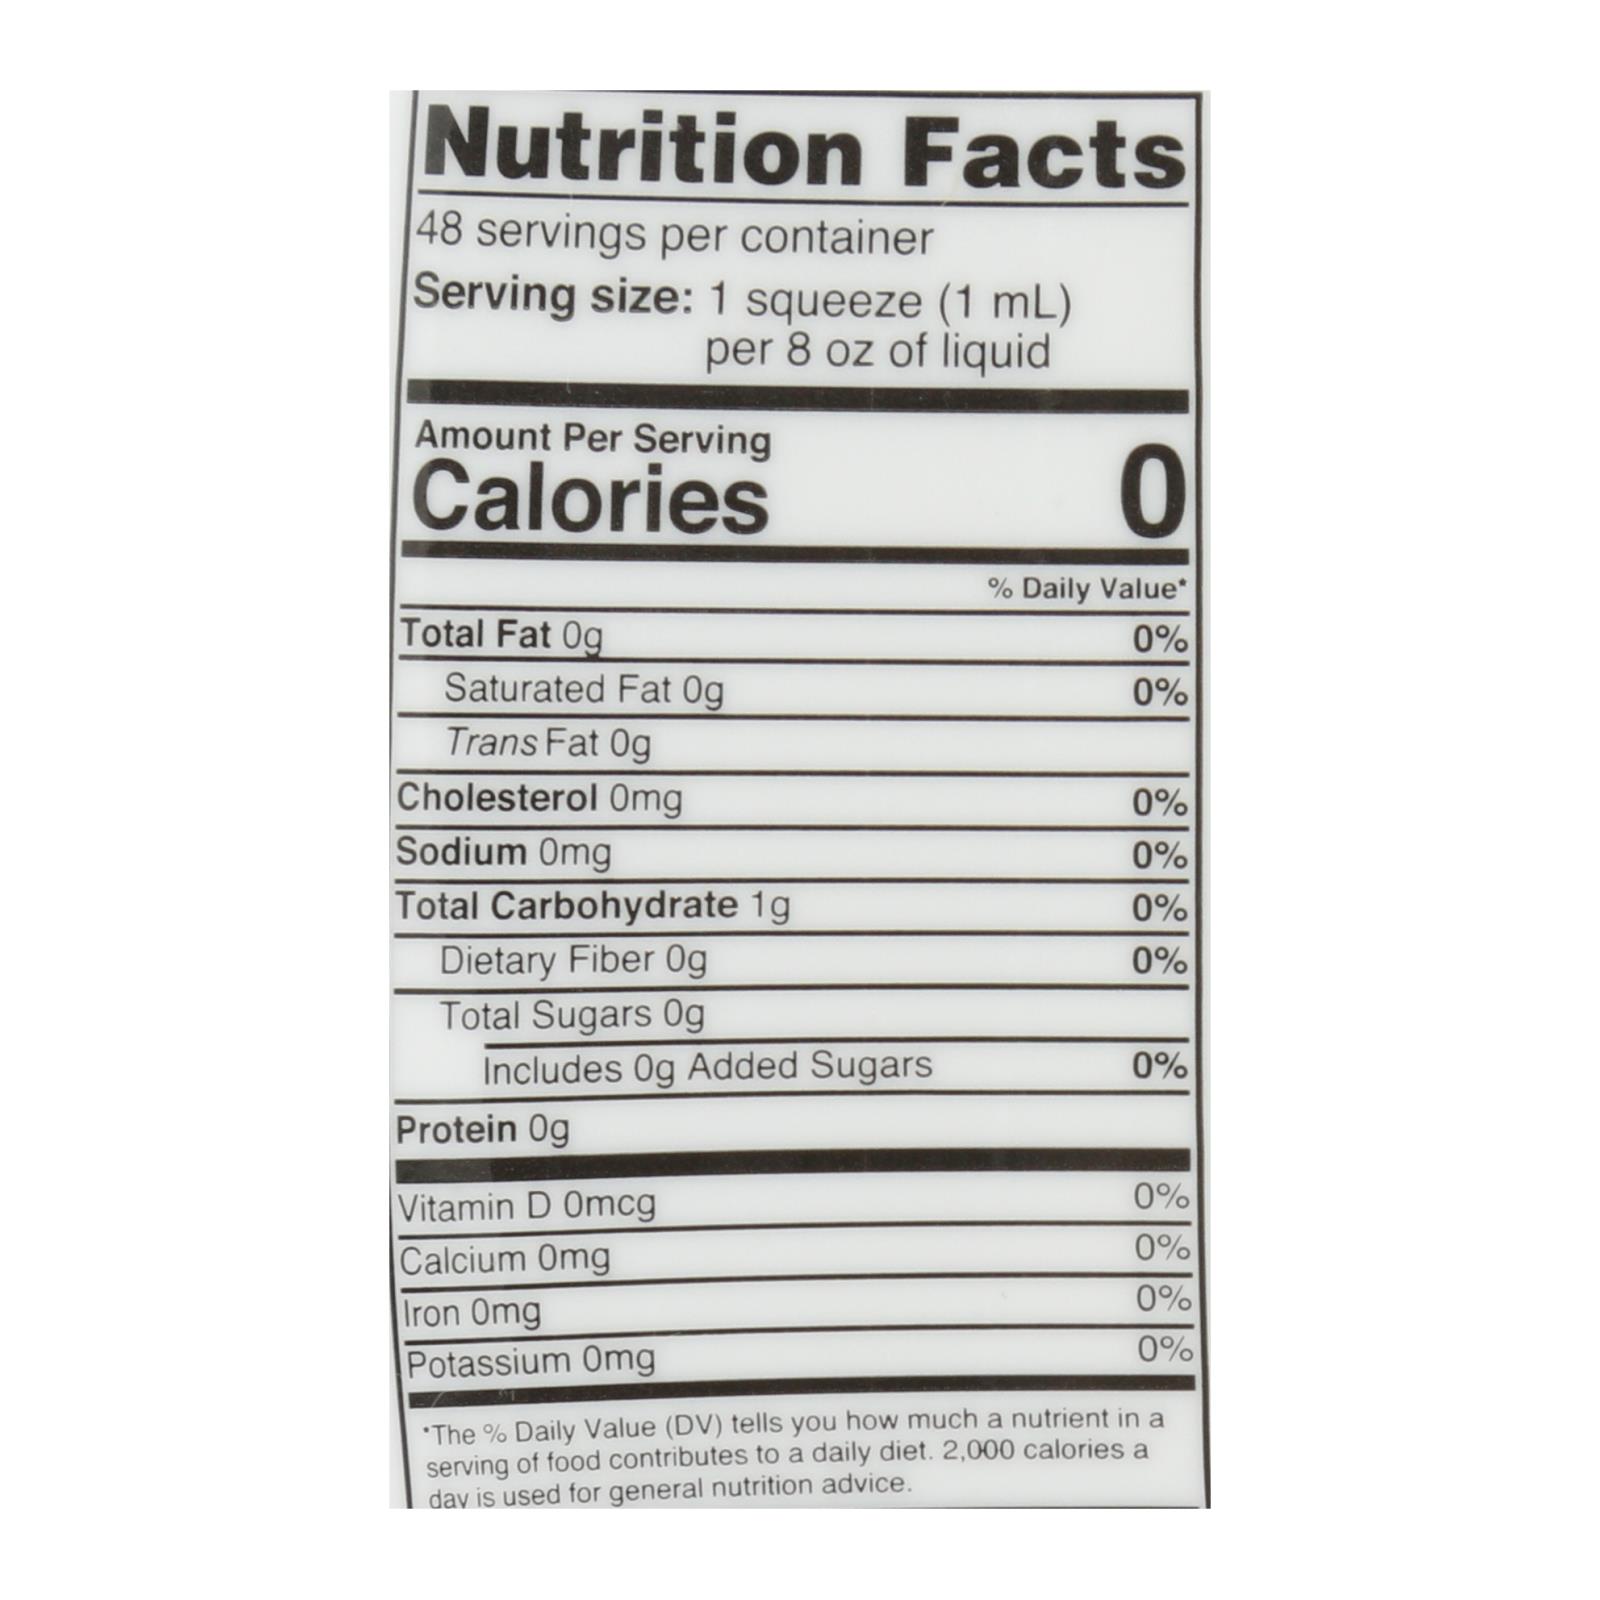 Nutrition Facts
48 servings per container
Serving size: 1 squeeze (1 mL)
per 8 oz of liquid
Amount Per Serving
Calories 0
% Daily Value*
Total Fat 0g 0%
Saturated Fat 0g 0%
Trans Fat 0g
Cholesterol 0mg 0%
Sodium 0mg 0%
Total Carbohydrate 1g 0%
Dietary Fiber 0g 0%
Total Sugars 0g
Includes 0g Added Sugars 0%
Protein 0g
Vitamin D 0mcg 0%
Calcium 0mg 0%
Iron 0mg 0%
Potassium 0mg 0%
*The % Daily Value (DV) tells you how much a nutrient in a
serving of food contributes to a daily diet. 2,000 calories a
day is used for general nutrition advice.